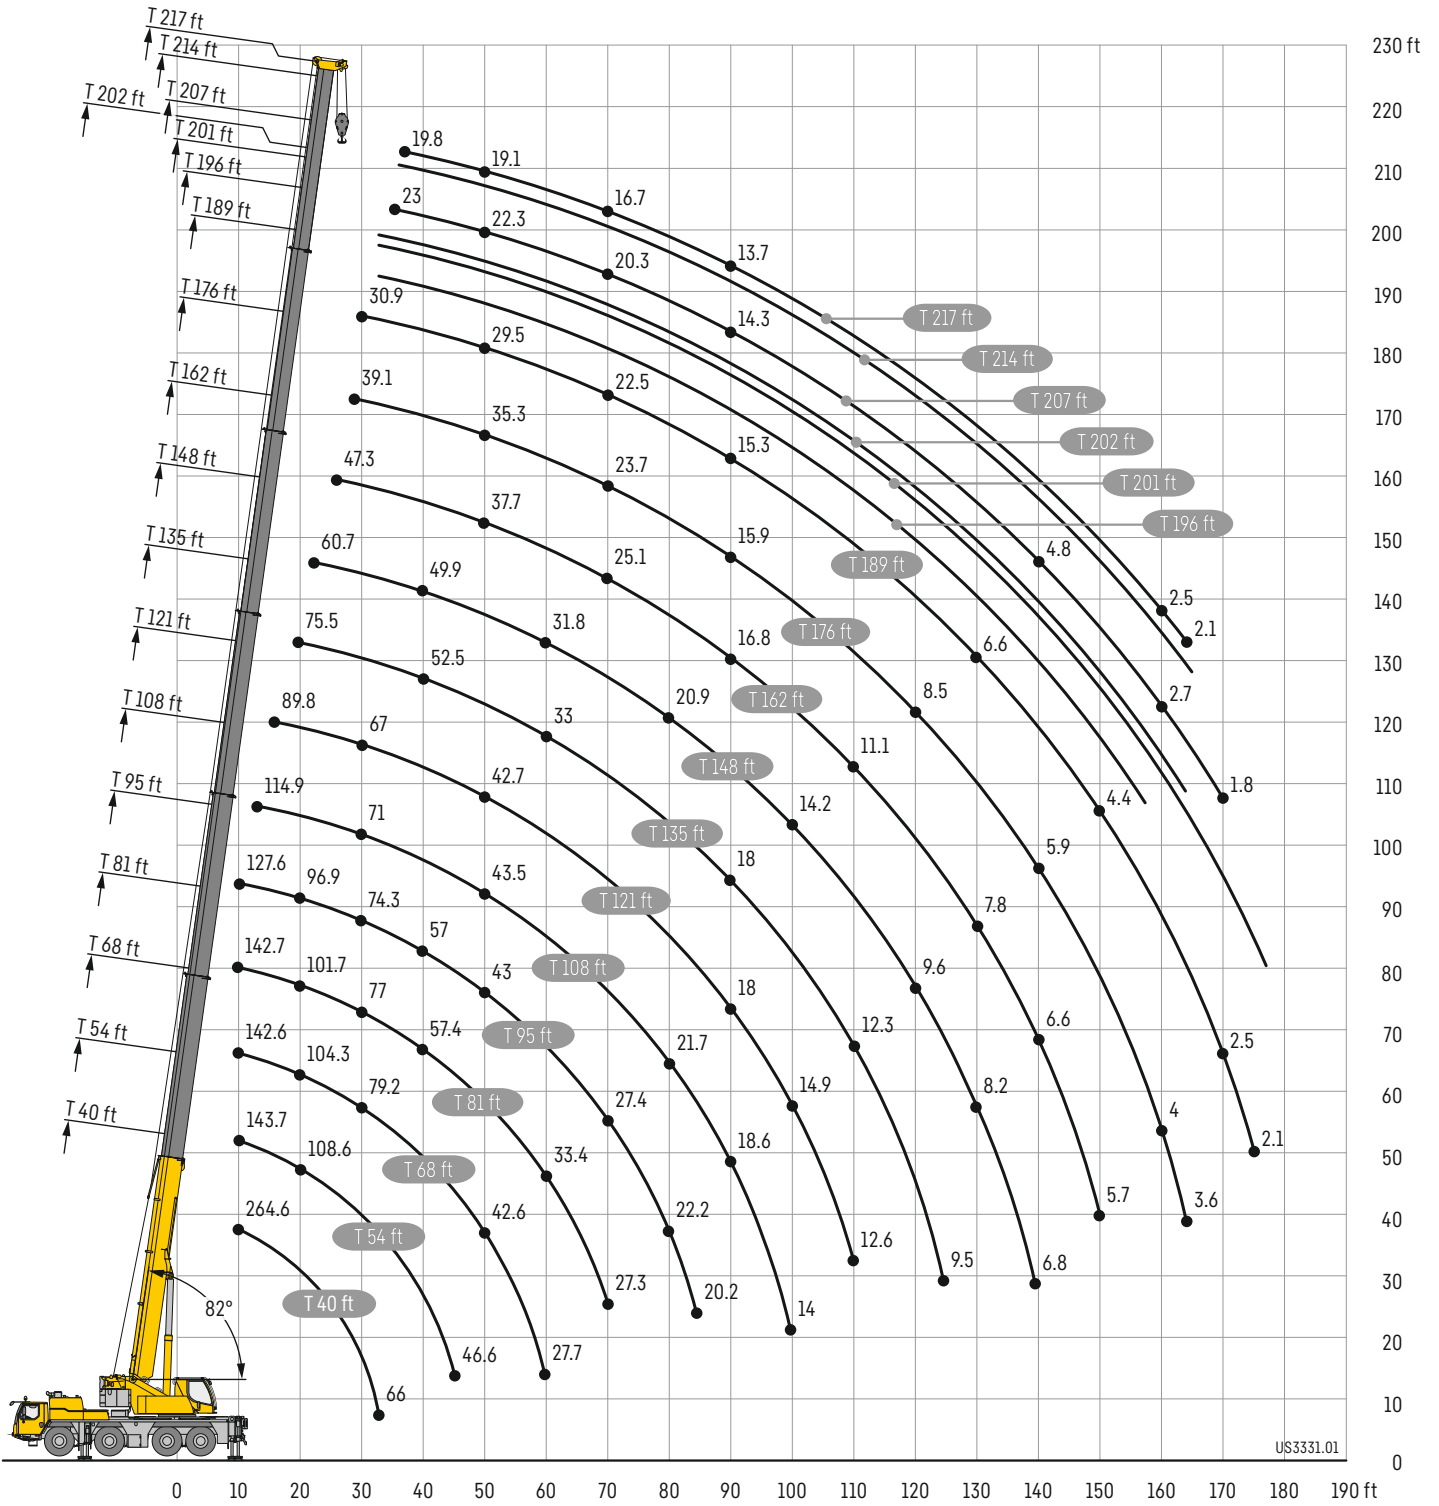 T 217 ft
230 ft
T 214 ft
T 207 ft
T 202 ft
220
T 201 ft
19.8
19.1
T 196 ft
210
16.7
T 189 ft
23
22.3
200
20.3
13.7
T 176 ft
30.9
190
14.3
T 217 ft
29.5
T 214 ft
180
T 162 ft
39.1
22.5
T 207 ft
35.3
170
15.3
T 202 ft
T 148 ft
47.3
23.7
160
T 201 ft
37.7
T 196 ft
T 135 ft
60.7
49.9
25.1
15.9
T 189 ft
4.8
150
2.5
140
T 121 ft
75.5
31.8
T 176 ft
2.1
52.5
16.8
6.6
130
T 108 ft
89.8
67
33
20.9
T 162 ft
8.5
2.7
120
11.1
T 148 ft
T 95 ft
114.9
42.7
14.2
4.4
1.8
110
71
T 135 ft
T 81 ft
127.6
96.9
43.5
18
5.9
100
74.3
T 121 ft
7.8
90
T 68 ft
142.7
101.7
57
43
T 108 ft
9.6
80
77
18
T 54 ft
142.6
104.3
57.4
T 95 ft
21.7
12.3
6.6
2.5
70
79.2
T 81 ft
27.4
14.9
8.2
60
T 40 ft
143.7
108.6
T 68 ft
33.4
18.6
4
2.1
50
264.6
T 54 ft
42.6
22.2
12.6
5.7
3.6
40
9.5
6.8
30
82°
T 40 ft
27.3
20.2
14
20
46.6
27.7
66
10
US3331.01
0
0 10 20 30 40 50 60 70 80 90 100 110 120 130 140 150 160 170 180 190 ft